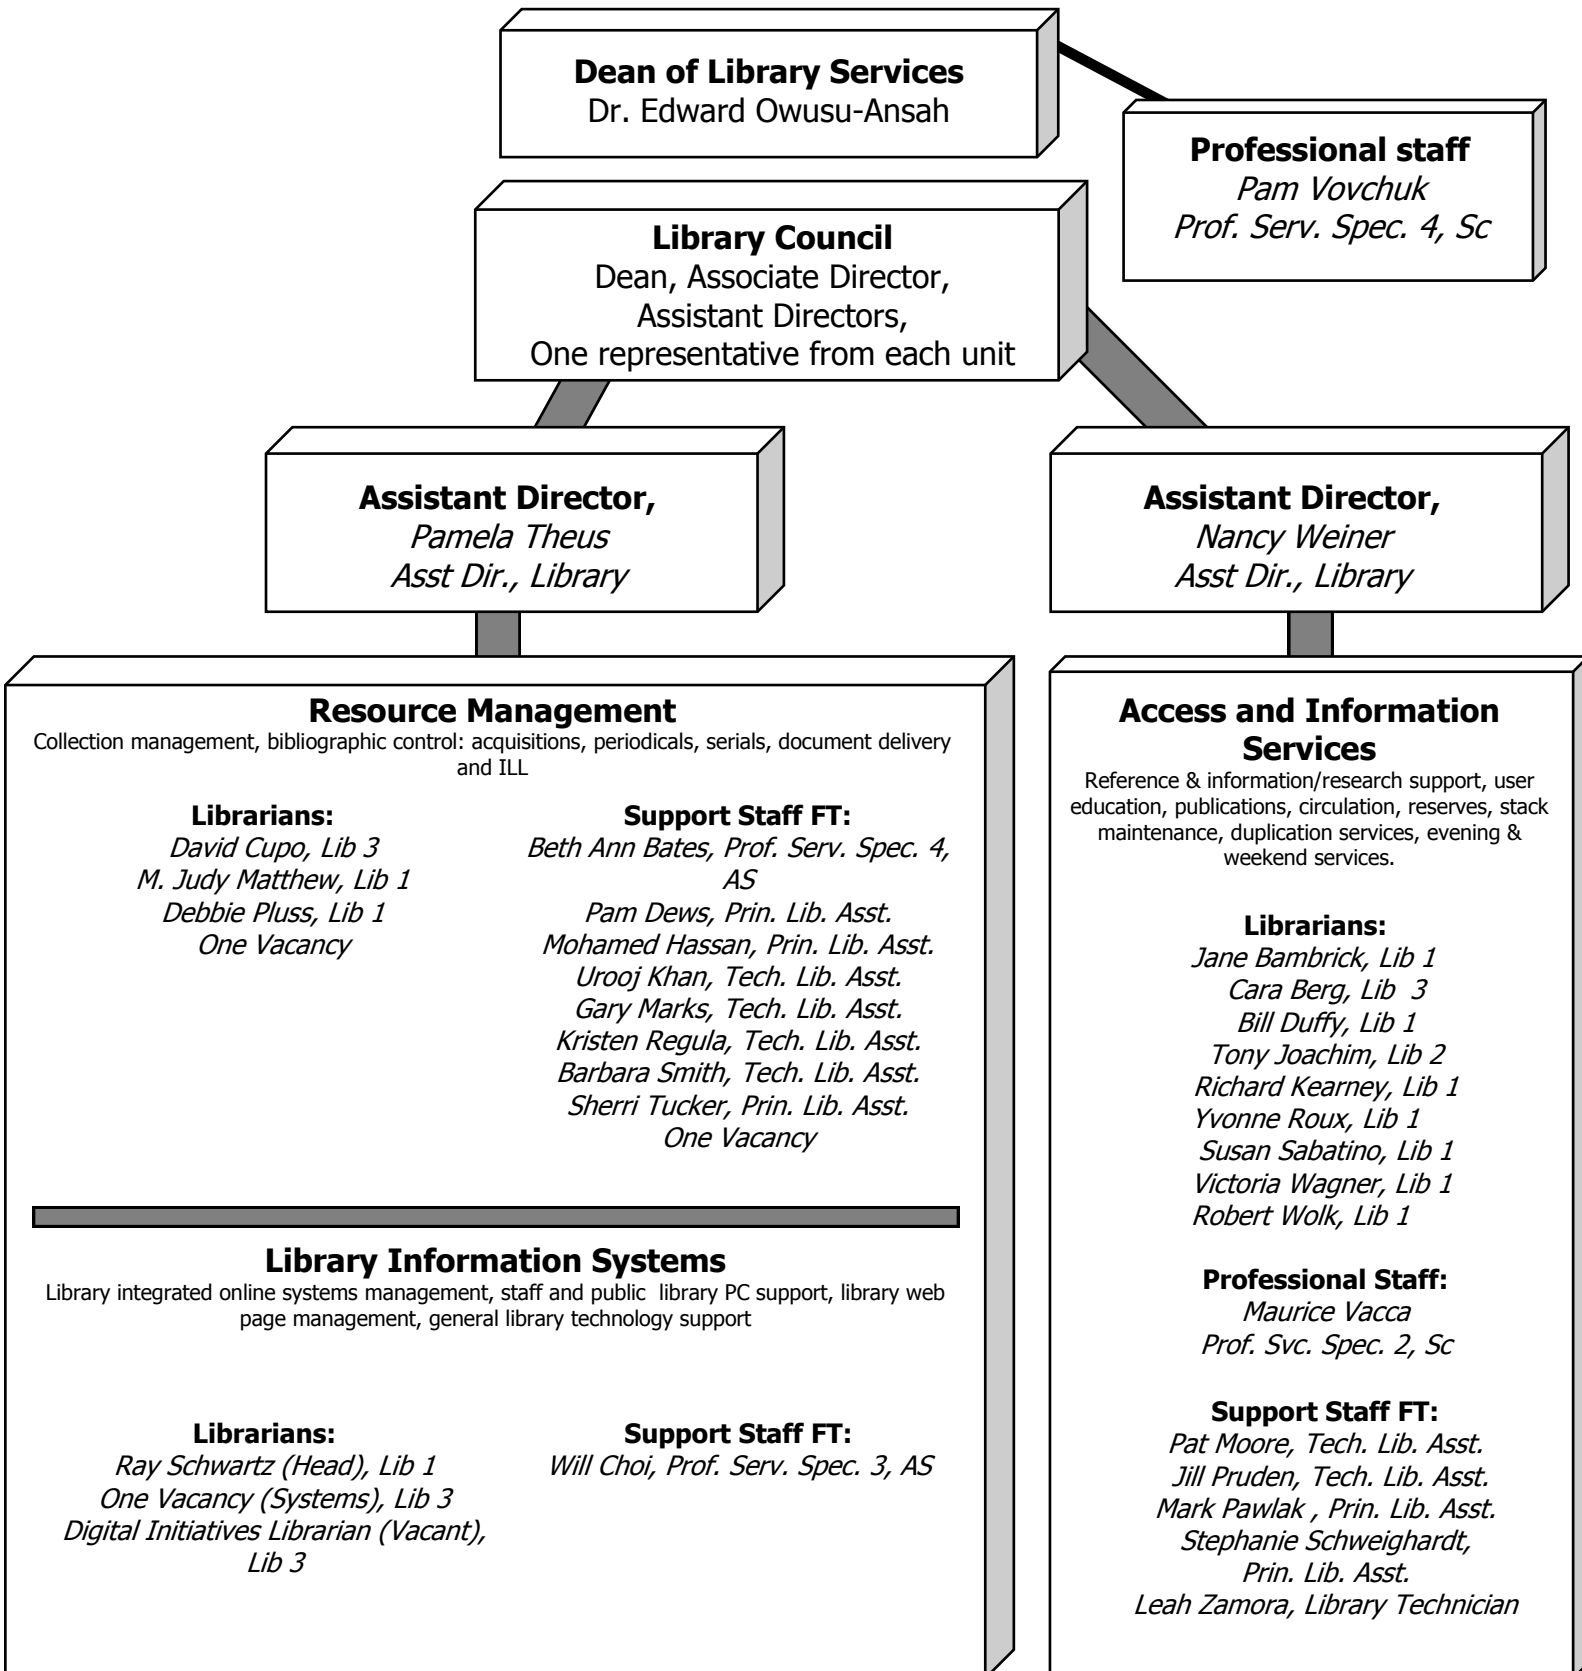 Dean of Library Services
Dr. Edward Owusu-Ansah
Professional staff
Pam Vovchuk
Prof. Serv. Spec. 4, Sc
Library Council
Dean, Associate Director,
Assistant Directors,
One representative from each unit
Assistant Director,
Pamela Theus
Asst Dir., Library
Assistant Director,
Nancy Weiner
Asst Dir., Library
Resource Management
Collection management, bibliographic control: acquisitions, periodicals, serials, document delivery
and ILL
Librarians:
David Cupo, Lib 3
M. Judy Matthew, Lib 1
Debbie Pluss, Lib 1
One Vacancy
Support Staff FT:
Beth Ann Bates, Prof. Serv. Spec. 4,
AS
Pam Dews, Prin. Lib. Asst.
Mohamed Hassan, Prin. Lib. Asst.
Urooj Khan, Tech. Lib. Asst.
Gary Marks, Tech. Lib. Asst.
Kristen Regula, Tech. Lib. Asst.
Barbara Smith, Tech. Lib. Asst.
Sherri Tucker, Prin. Lib. Asst.
One Vacancy
Library Information Systems
Library integrated online systems management, staff and public library PC support, library web
page management, general library technology support
Librarians:
Ray Schwartz (Head), Lib 1
One Vacancy (Systems), Lib 3
Digital Initiatives Librarian (Vacant),
Lib 3
Support Staff FT:
Will Choi, Prof. Serv. Spec. 3, AS
Access and Information
Services
Reference & information/research support, user
education, publications, circulation, reserves, stack
maintenance, duplication services, evening &
weekend services.
Librarians:
Jane Bambrick, Lib 1
Cara Berg, Lib 3
Bill Duffy, Lib 1
Tony Joachim, Lib 2
Richard Kearney, Lib 1
Yvonne Roux, Lib 1
Susan Sabatino, Lib 1
Victoria Wagner, Lib 1
Robert Wolk, Lib 1
Professional Staff:
Maurice Vacca
Prof. Svc. Spec. 2, Sc
Support Staff FT:
Pat Moore, Tech. Lib. Asst.
Jill Pruden, Tech. Lib. Asst.
Mark Pawlak , Prin. Lib. Asst.
Stephanie Schweighardt,
Prin. Lib. Asst.
Leah Zamora, Library Technician